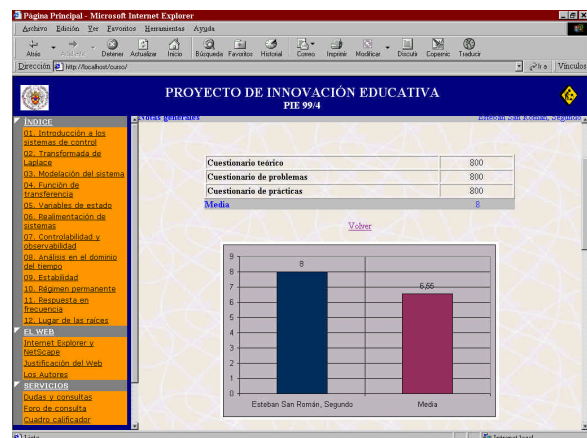 Página Principal - Microsoft Internet Explorer
Archivo Edición Ver Favoritos Herramientas Ayuda
Atrás Adelante Detener Actualizar Inicio Búsqueda Favoritos Historial Correo Imprimir Modificar Discutir Copernic Traducir
Dirección http://localhost/curso/ Ir a Vínculos
PROYECTO DE INNOVACIÓN EDUCATIVA
PIE 99/4
ÍNDICE
01. Introducción a los
sistemas de control
02. Transformada de
Laplace
03. Modelación del sistema
04. Función de
transferencia
05. Variables de estado
06. Realimentación de
sistemas
07. Controlabilidad y
observabilidad
08. Análisis en el dominio
del tiempo
09. Estabilidad
10. Régimen permanente
11. Respuesta en
frecuencia
12. Lugar de las raíces
EL WEB
Internet Explorer y
NetScape
Justificación del Web
Los Autores
SERVICIOS
Dudas y consultas
Foro de consulta
Cuadro calificador
Notas generales Esteban San Román, Segundo
Cuestionario teórico 800
Cuestionario de problemas 800
Cuestionario de prácticas 800
Media 8
Volver
9
8
7
6
5
4
3
2
1
0
8
6,55
Esteban San Román, Segundo Media
Listo Intranet local